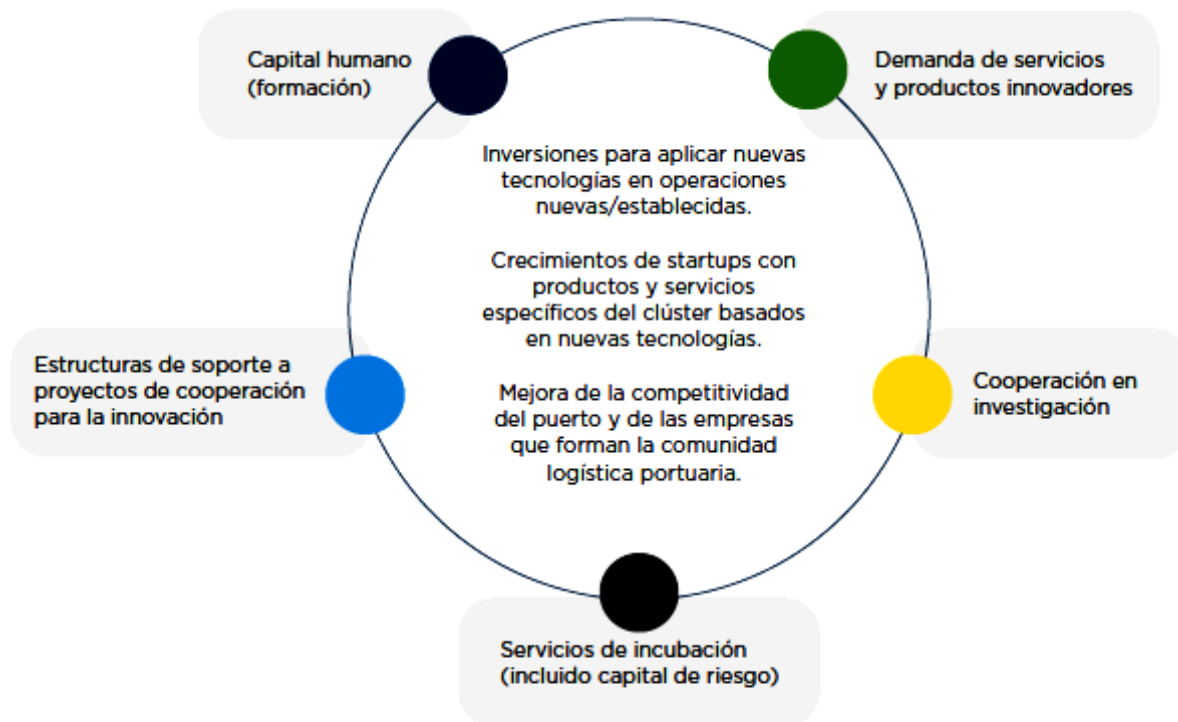 Capital humano
(formación)
Demanda de servicios
y productos innovadores
Inversiones para aplicar nuevas
tecnologías en operaciones
nuevas/establecidas.
Crecimientos de startups con
productos y servicios
específicos del clúster basados
en nuevas tecnologías.
Mejora de la competitividad
del puerto y de las empresas
que forman la comunidad
logística portuaria.
Estructuras de soporte a
proyectos de cooperación
para la innovación
Cooperación en
investigación
Servicios de incubación
(incluido capital de riesgo)